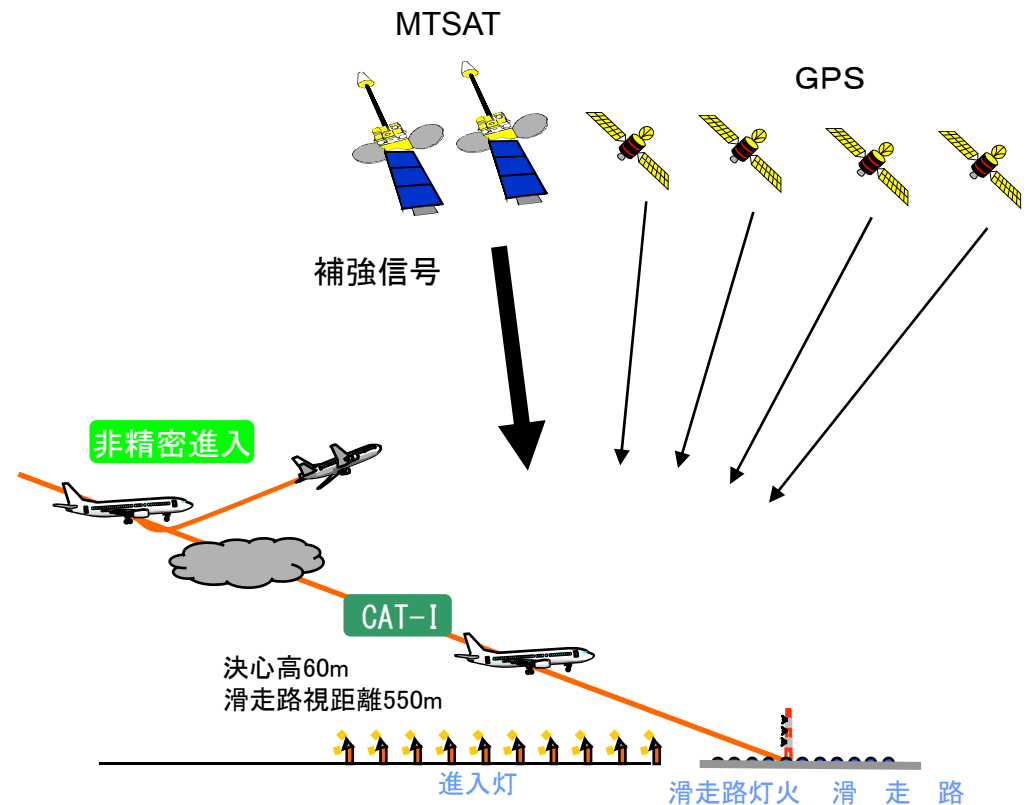 MTSAT
GPS
補強信号
非精密進入
CAT-I
決心高60m
滑走路視距離550m
進入灯
滑走路灯火 滑 走 路